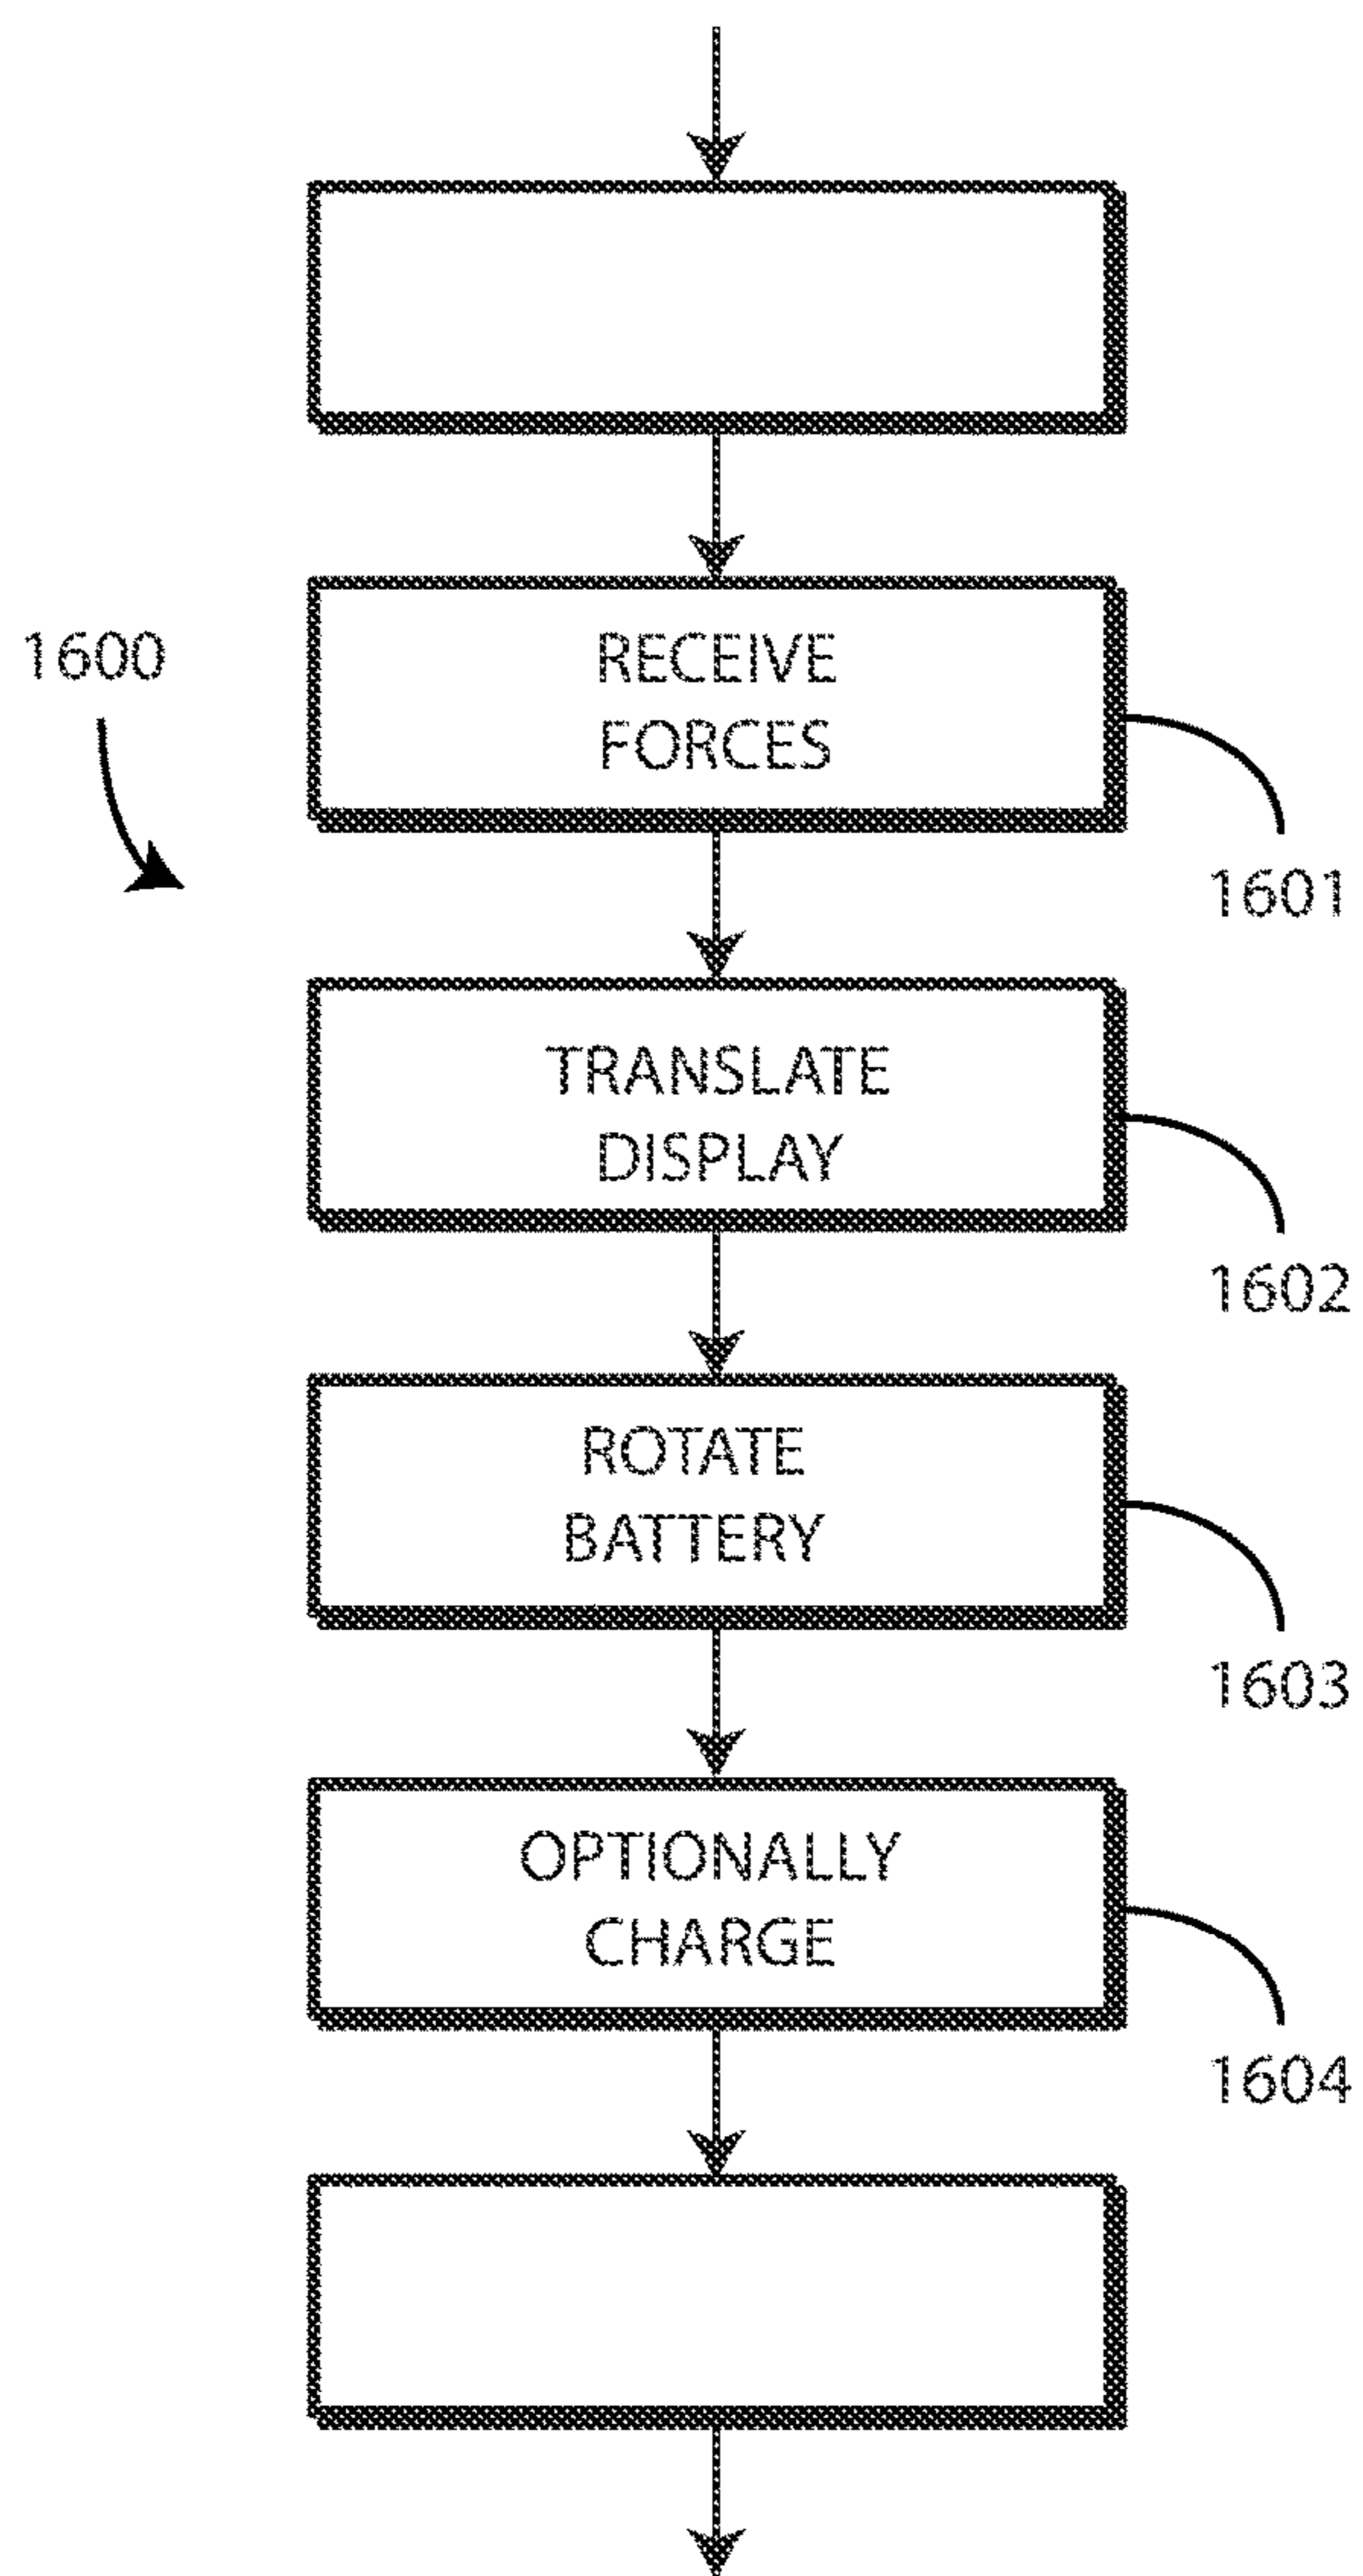 1600
RECEIVE
FORCES
1601
TRANSLATE
DISPLAY
1602
ROTATE
BATTERY
1603
OPTIONALLY
CHARGE
1604